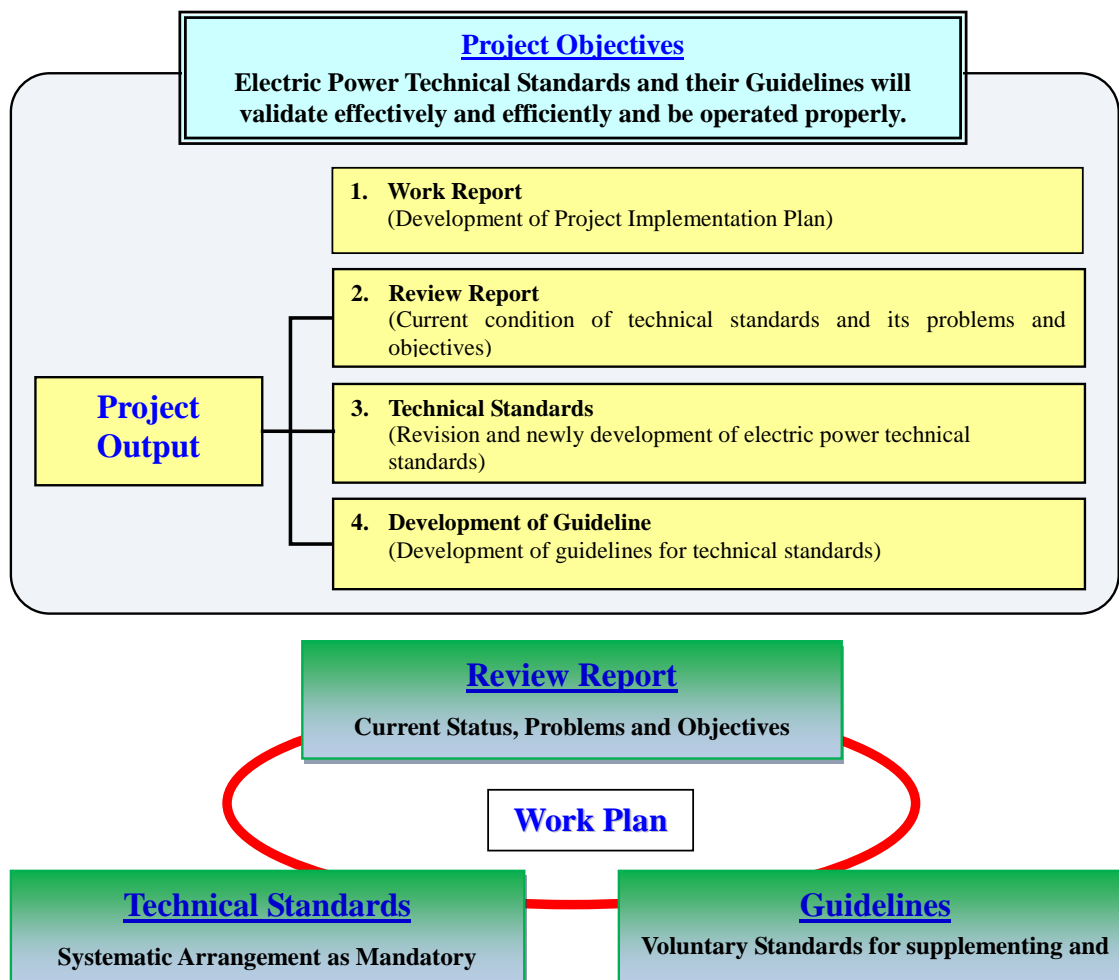 Project Objectives
Electric Power Technical Standards and their Guidelines will
validate effectively and efficiently and be operated properly.
1. Work Report
(Development of Project Implementation Plan)
2. Review Report
(Current condition of technical standards and its problems and
objectives)
Project
Output
3. Technical Standards
(Revision and newly development of electric power technical
standards)
4. Development of Guideline
(Development of guidelines for technical standards)
Review Report
Current Status, Problems and Objectives
Work Plan
Technical Standards
Systematic Arrangement as Mandatory
Guidelines
Voluntary Standards for supplementing and